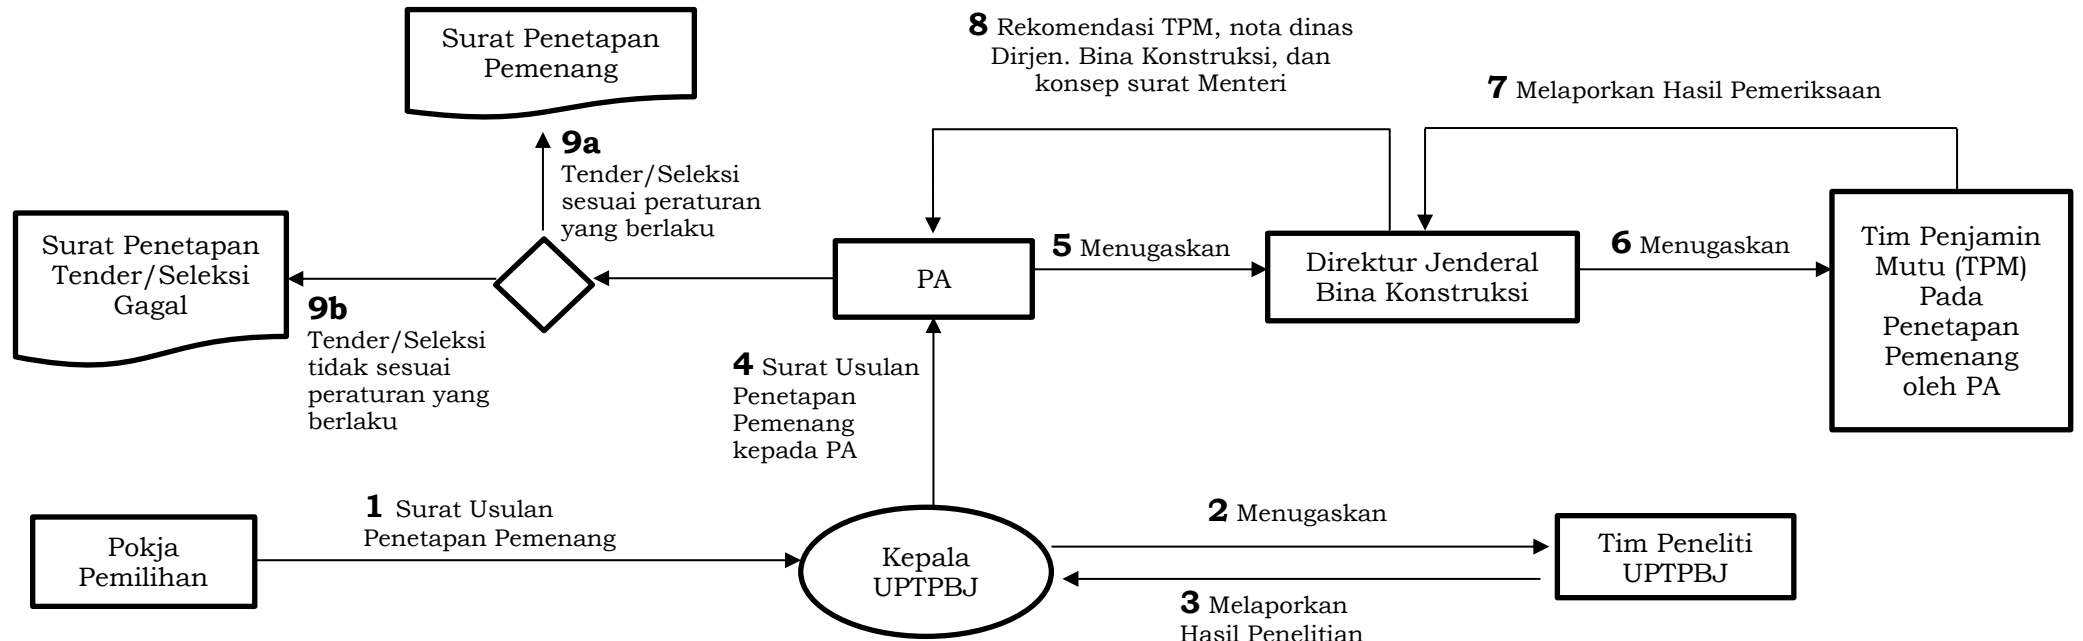 Surat Penetapan
Pemenang
8 Rekomendasi TPM, nota dinas
Dirjen. Bina Konstruksi, dan
konsep surat Menteri
7 Melaporkan Hasil Pemeriksaan
9a
Tender/Seleksi
sesuai peraturan
yang berlaku
Surat Penetapan
Tender/Seleksi
Gagal
9b
Tender/Seleksi
tidak sesuai
peraturan yang
berlaku
PA
5 Menugaskan
Direktur Jenderal
Bina Konstruksi
6 Menugaskan
Tim Penjamin
Mutu (TPM)
Pada
Penetapan
Pemenang
oleh PA
4 Surat Usulan
Penetapan
Pemenang
kepada PA
Pokja
Pemilihan
1 Surat Usulan
Penetapan Pemenang
Kepala
UPTPBJ
2 Menugaskan
Tim Peneliti
UPTPBJ
3 Melaporkan
Hasil Penelitian